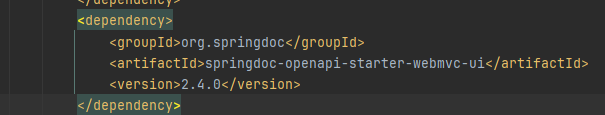 </dependency>
<dependency>
<groupId>org.springdoc</groupId>
<artifactId>springdoc-openapi-starter-webmvc-ui</artifactId>
<version>2.4.0</version>
</dependency>